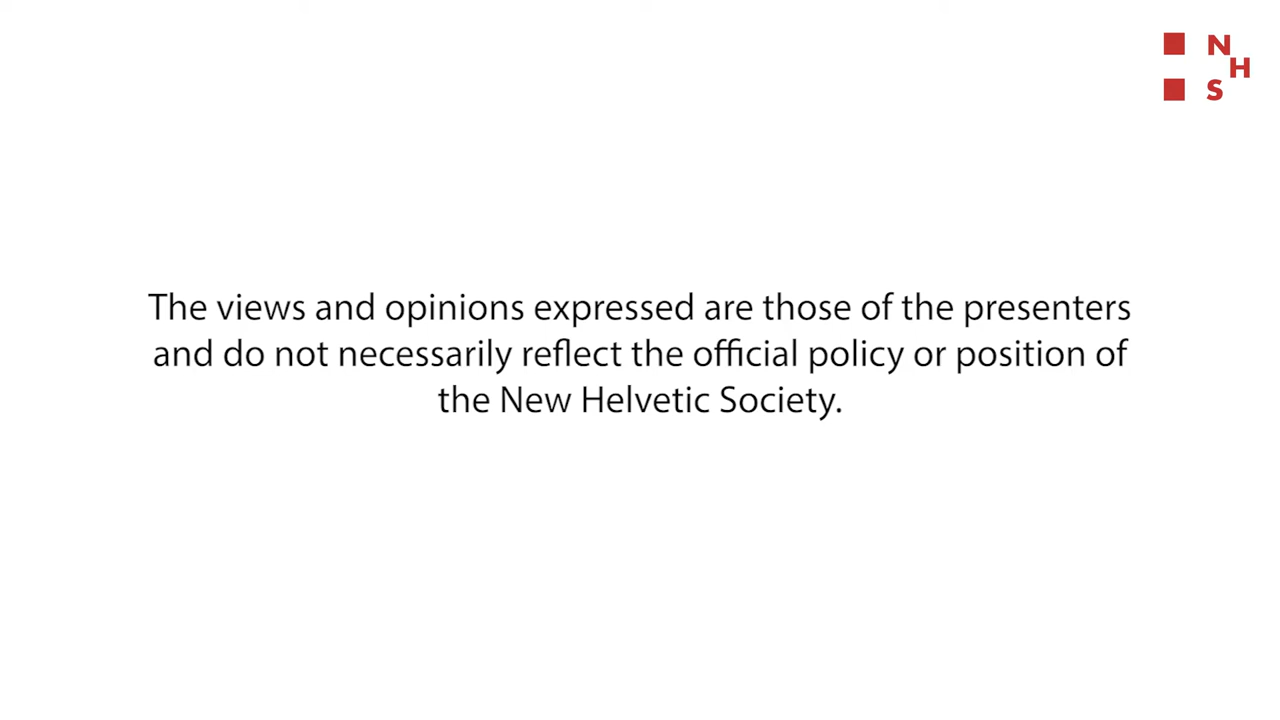 N
H
S
The views and opinions expressed are those of the presenters
and do not necessarily reflect the official policy or position of
the New Helvetic Society.